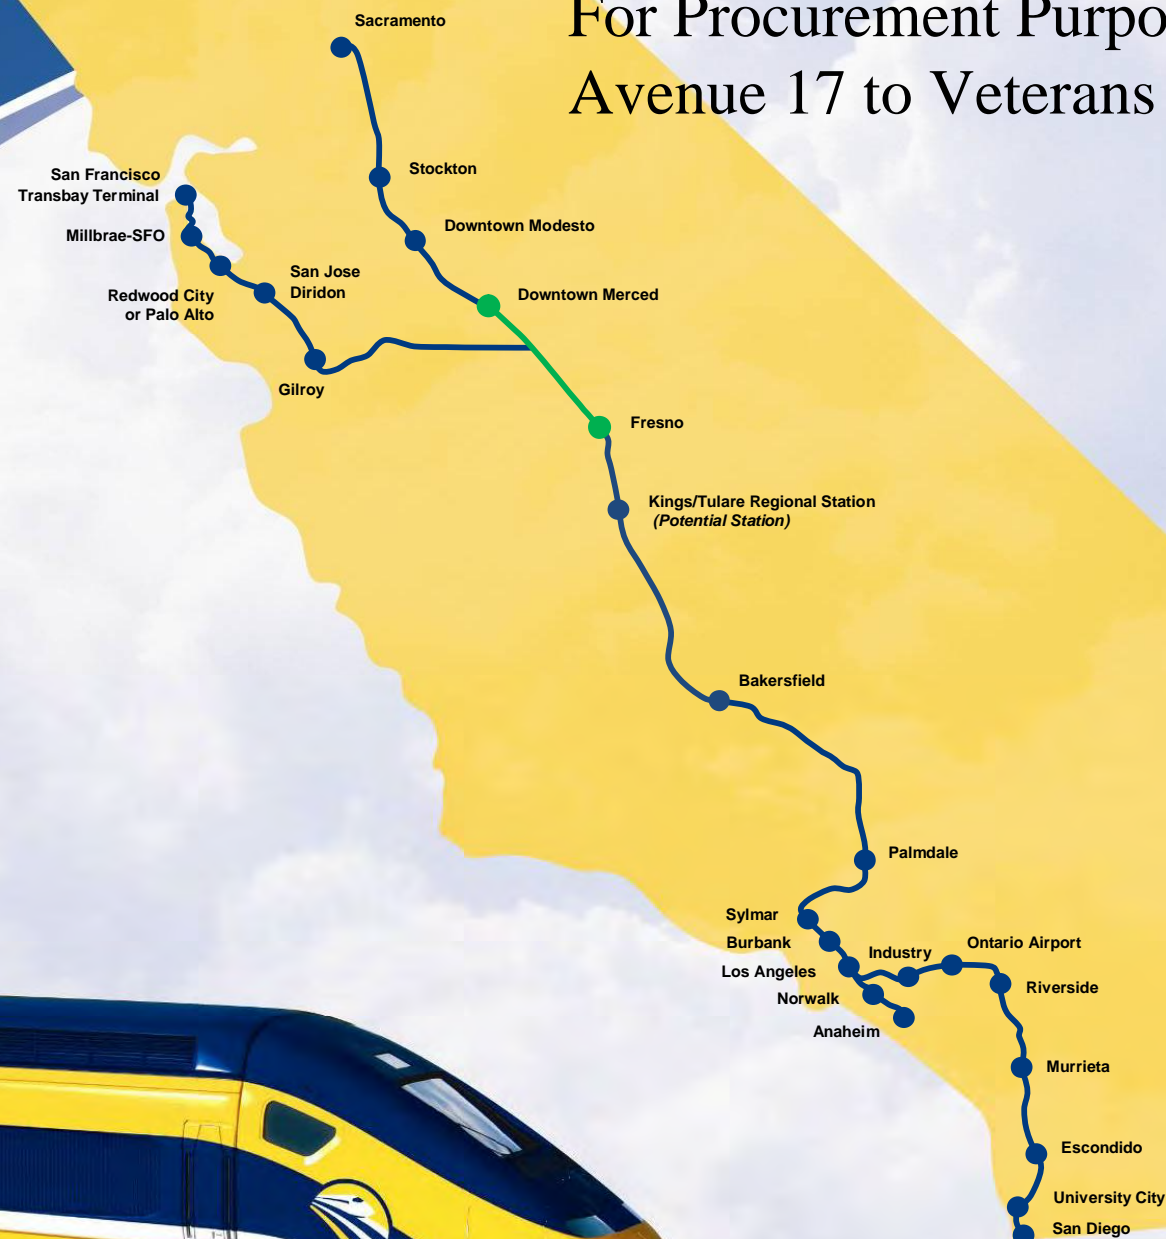 For Procurement Purpo
Avenue 17 to Veterans
Sacramento
Stockton
San Francisco
Transbay Terminal
Downtown Modesto
Millbrae-SFO
San Jose
Diridon
Redwood City
or Palo Alto
Downtown Merced
Gilroy
Fresno
Kings/Tulare Regional Station
(Potential Station)
Bakersfield
Palmdale
Sylmar
Burbank
Industry
Ontario Airport
Los Angeles
Riverside
Norwalk
Anaheim
Murrieta
Escondido
University City
San Diego